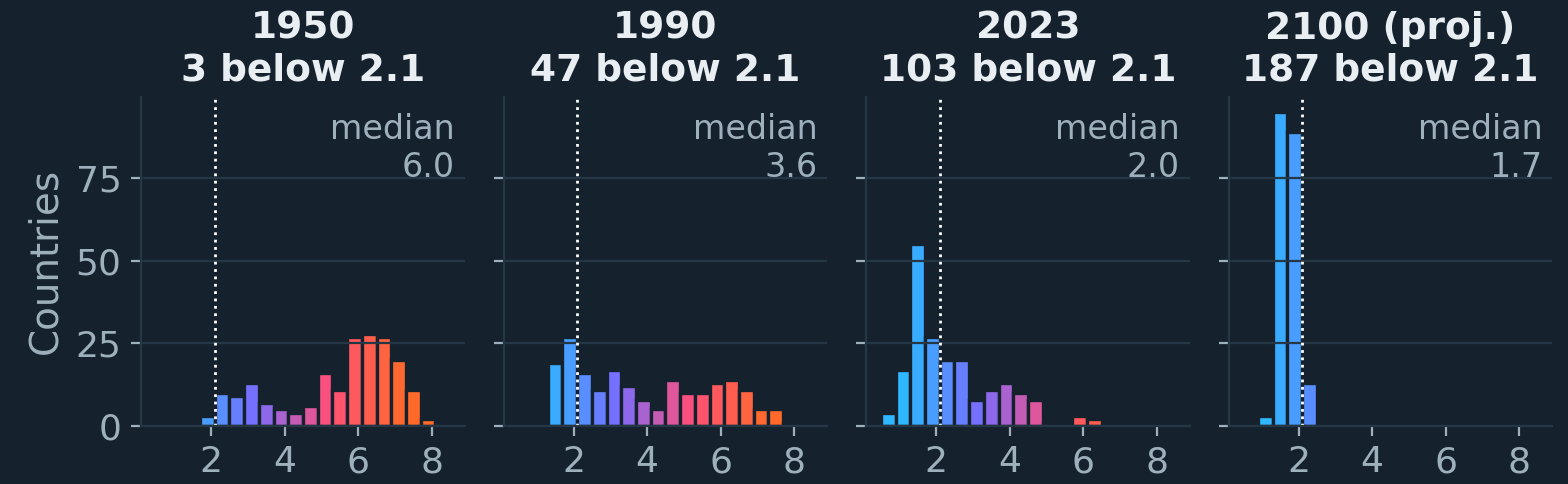 1950
3 below 2.1
1990
47 below 2.1
2023
103 below 2.1
2100 (proj.)
187 below 2.1
median
6.0
median
3.6
median
2.0
median
1.7
Countries
75
50
25
0
2 4 6 8
2 4 6 8
2 4 6 8
2 4 6 8